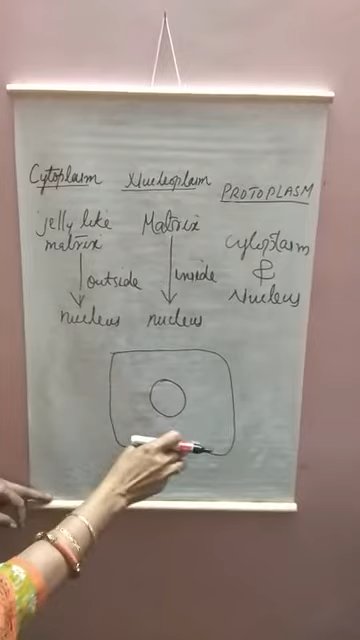 Cytoplasm
jelly like
matrix
outside
nucleus
Nucleoplasm
Matrix
inside
nucleus
PROTOPLASM
Cytoplasm
&
Nucleus